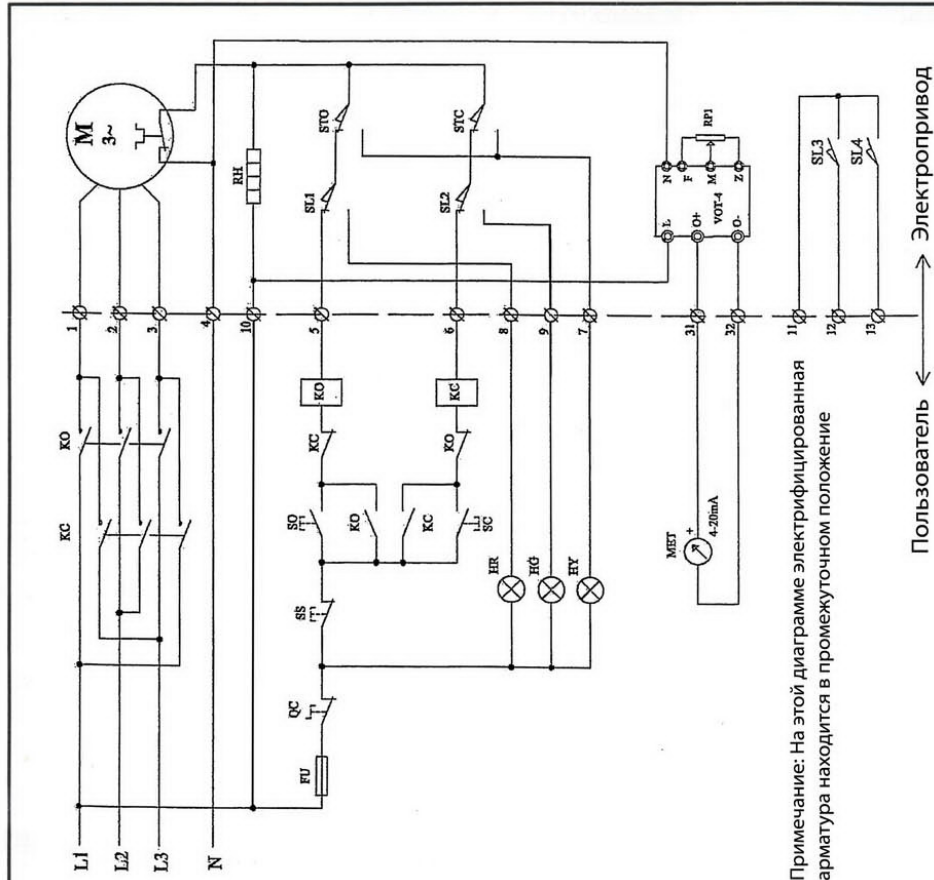 L1
L2
L3
N
KC
KO
1
2
3
4
10
5
6
8
9
7
31
32
11
12
13
M
3~
RH
FU
QC
SS
SO
KO
KC
SC
KC
KO
KO
KC
SL1
STO
SL2
STC
HR
HG
HY
MET
+
4-20mA
L
O+
O-
VOT-4
N
F
M
Z
RP1
SL3
SL4
Примечание: На этой диаграмме электрифицированная
арматура находится в промежуточном положение
Пользователь
Электропривод